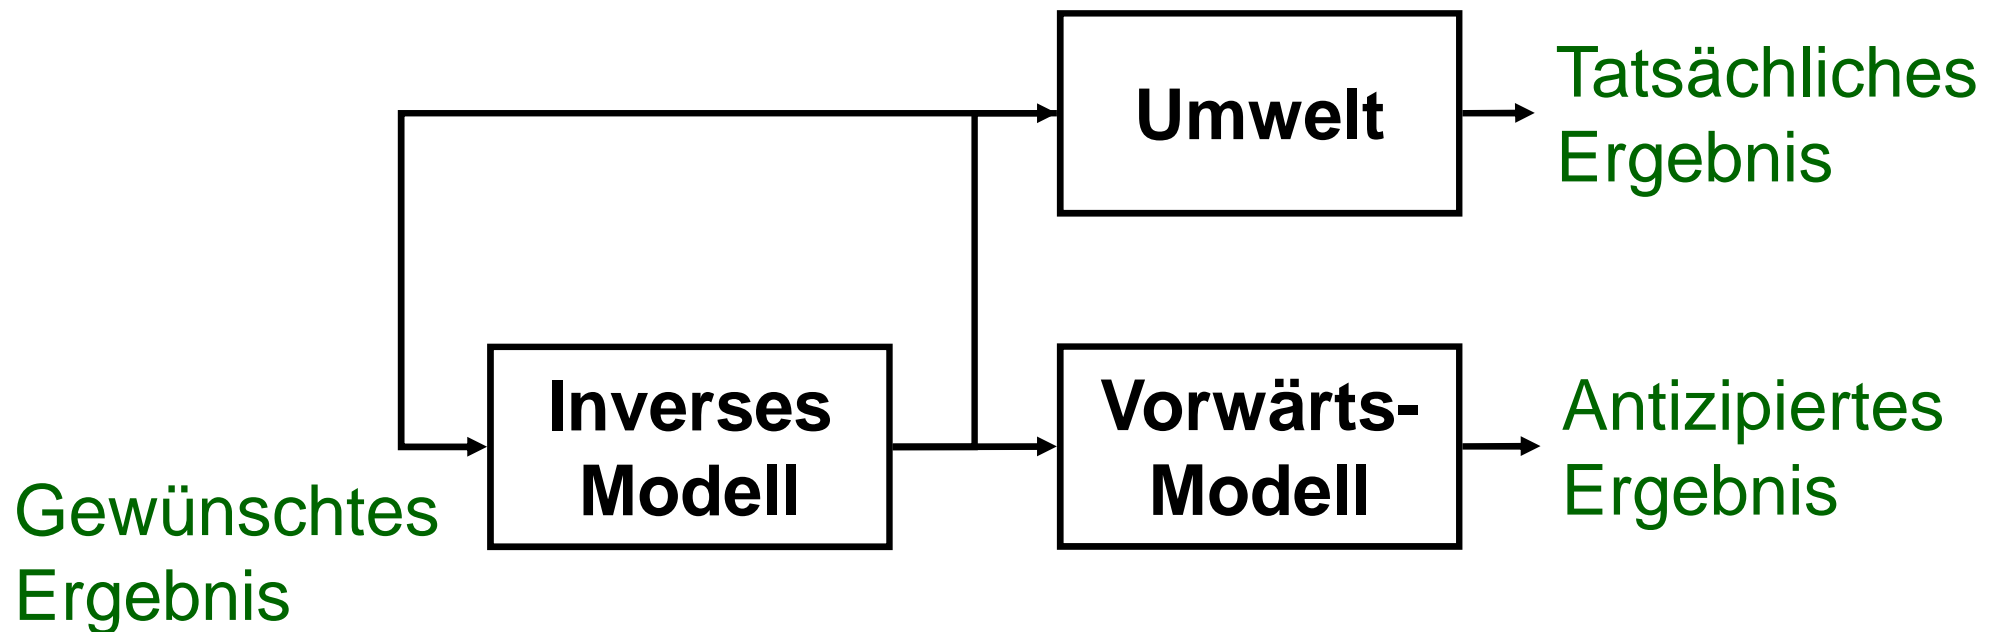 Umwelt
Tatsächliches
Ergebnis
Inverses
Modell
Vorwärts-
Modell
Antizipiertes
Ergebnis
Gewünschtes
Ergebnis